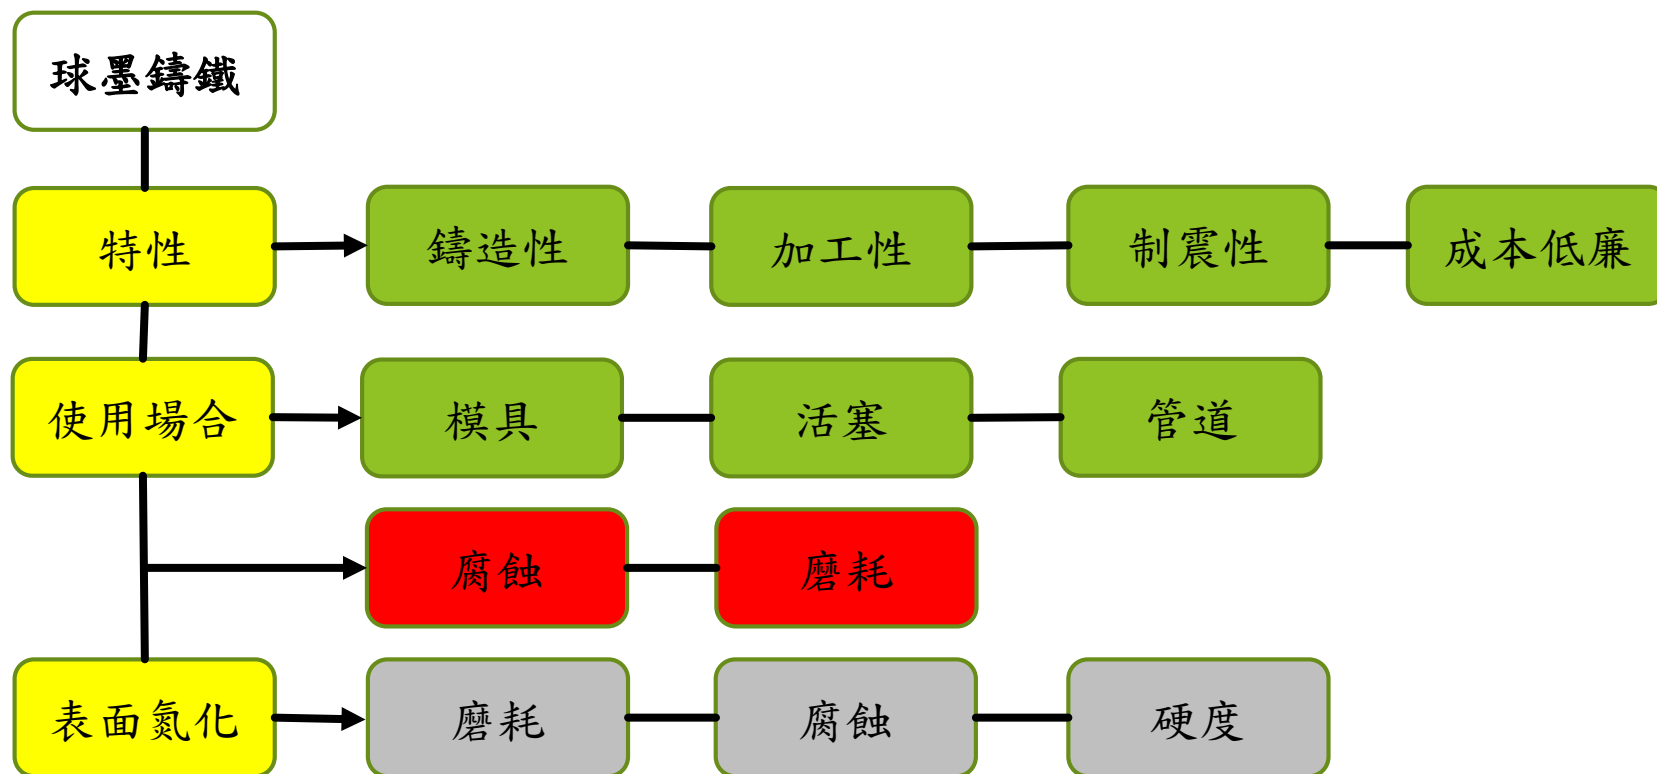 球墨鑄鐵
特性
鑄造性
加工性
制震性
成本低廉
使用場合
模具
活塞
管道
腐蝕
磨耗
表面氮化
磨耗
腐蝕
硬度